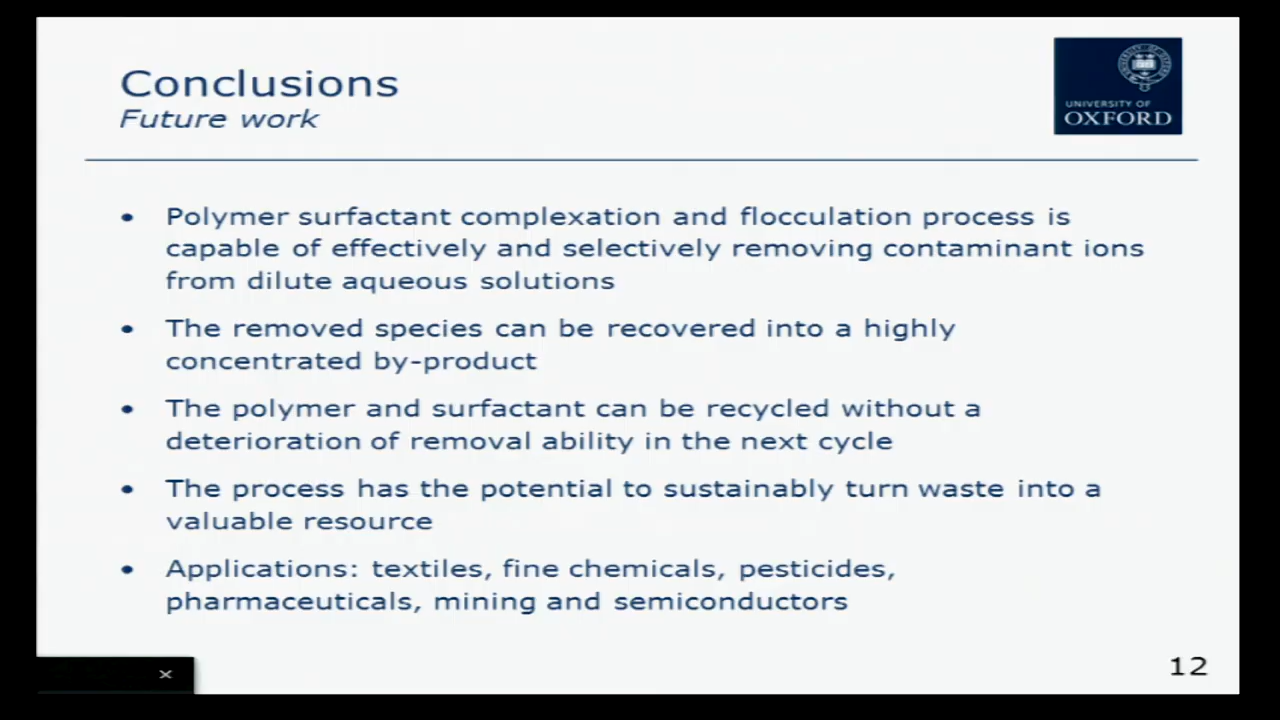 Conclusions
Future work
UNIVERSITY OF
OXFORD
• Polymer surfactant complexation and flocculation process is
capable of effectively and selectively removing contaminant ions
from dilute aqueous solutions
• The removed species can be recovered into a highly
concentrated by-product
• The polymer and surfactant can be recycled without a
deterioration of removal ability in the next cycle
• The process has the potential to sustainably turn waste into a
valuable resource
• Applications: textiles, fine chemicals, pesticides,
pharmaceuticals, mining and semiconductors
12